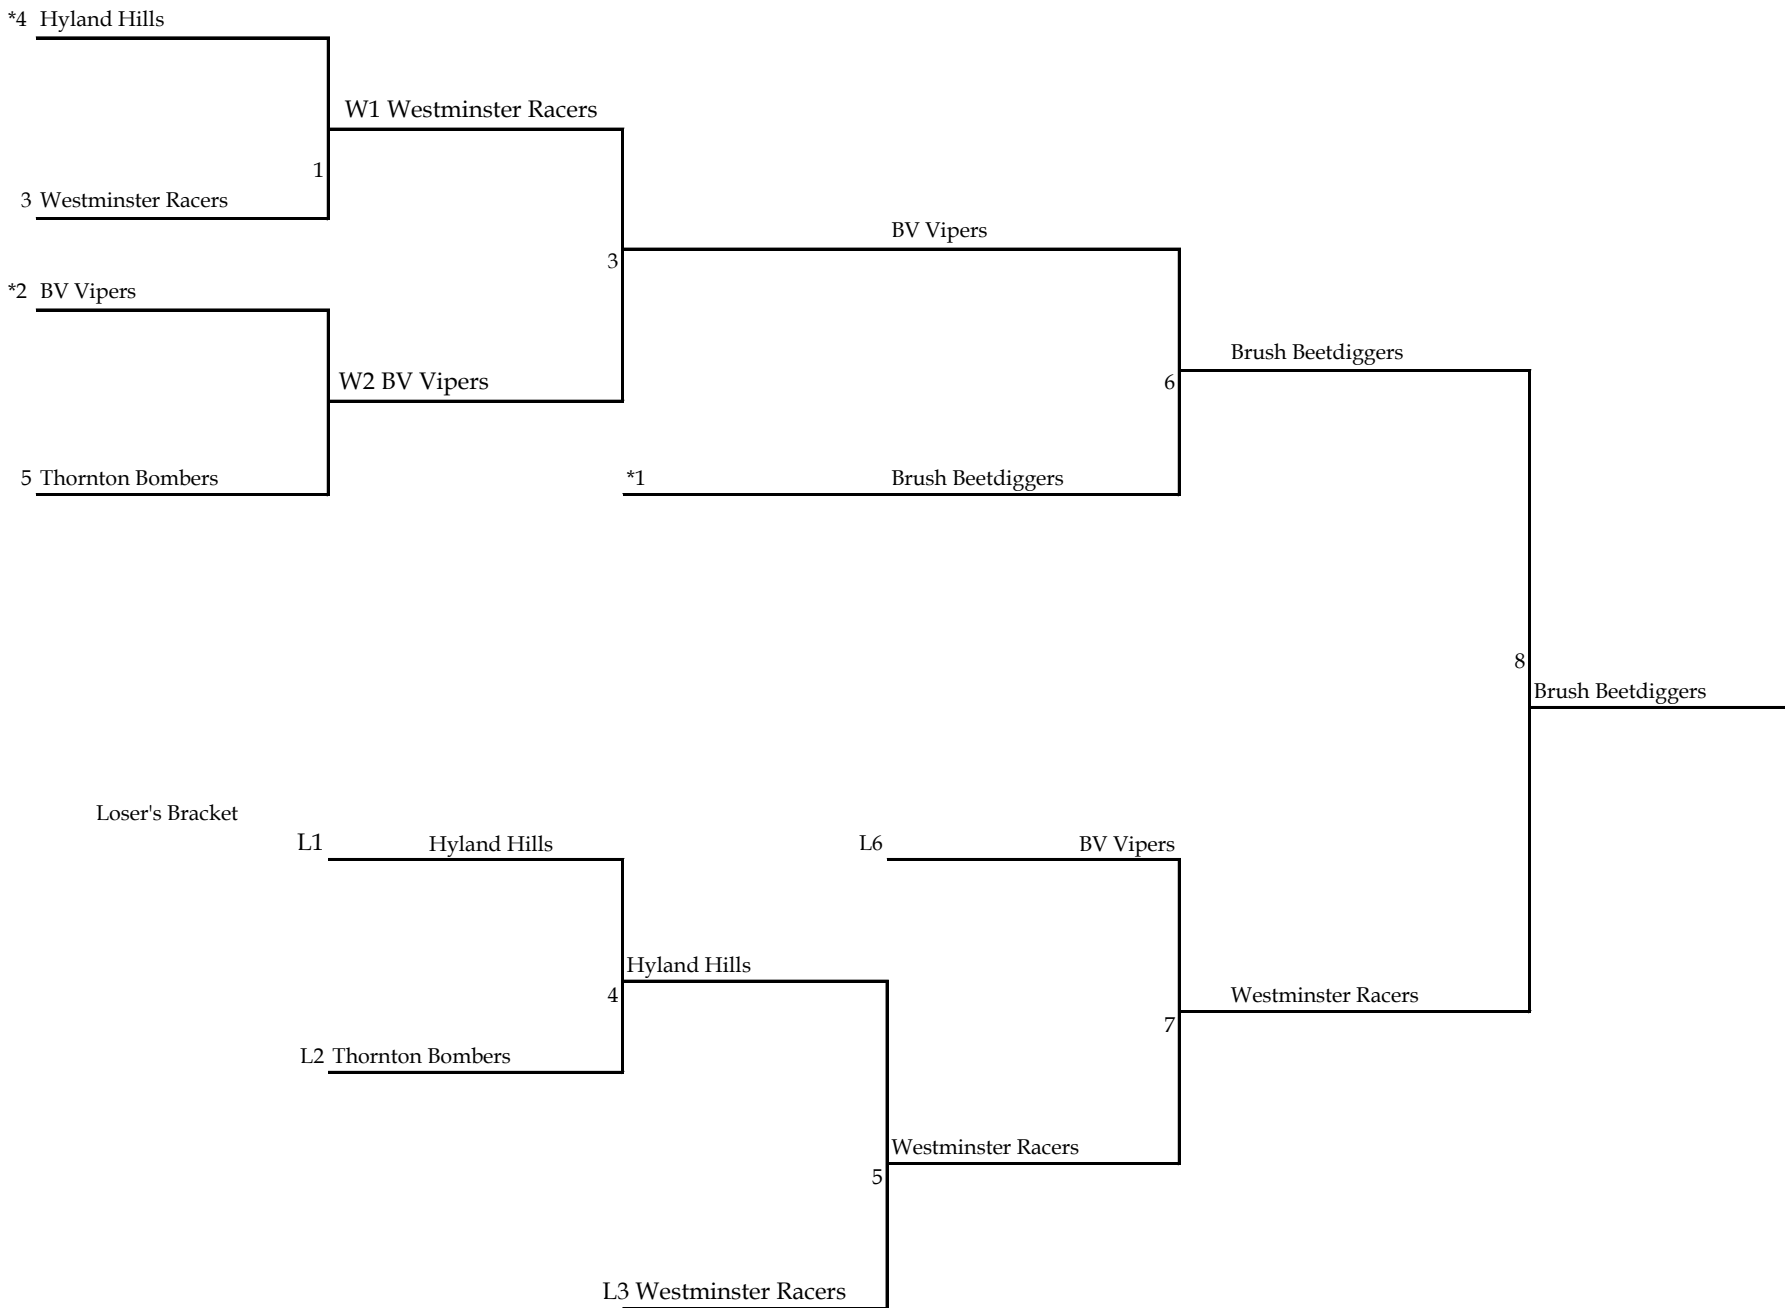 *4 Hyland Hills
W1 Westminster Racers
1
3 Westminster Racers
BV Vipers
3
*2 BV Vipers
Brush Beetdiggers
W2 BV Vipers
6
5 Thornton Bombers
*1 Brush Beetdiggers
8
Brush Beetdiggers
Loser's Bracket
L1 Hyland Hills
L6 BV Vipers
Hyland Hills
4
Westminster Racers
7
L2 Thornton Bombers
Westminster Racers
5
L3 Westminster Racers